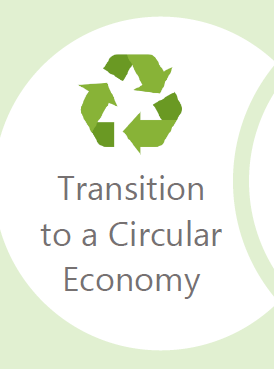 Transition
to a Circular
Economy